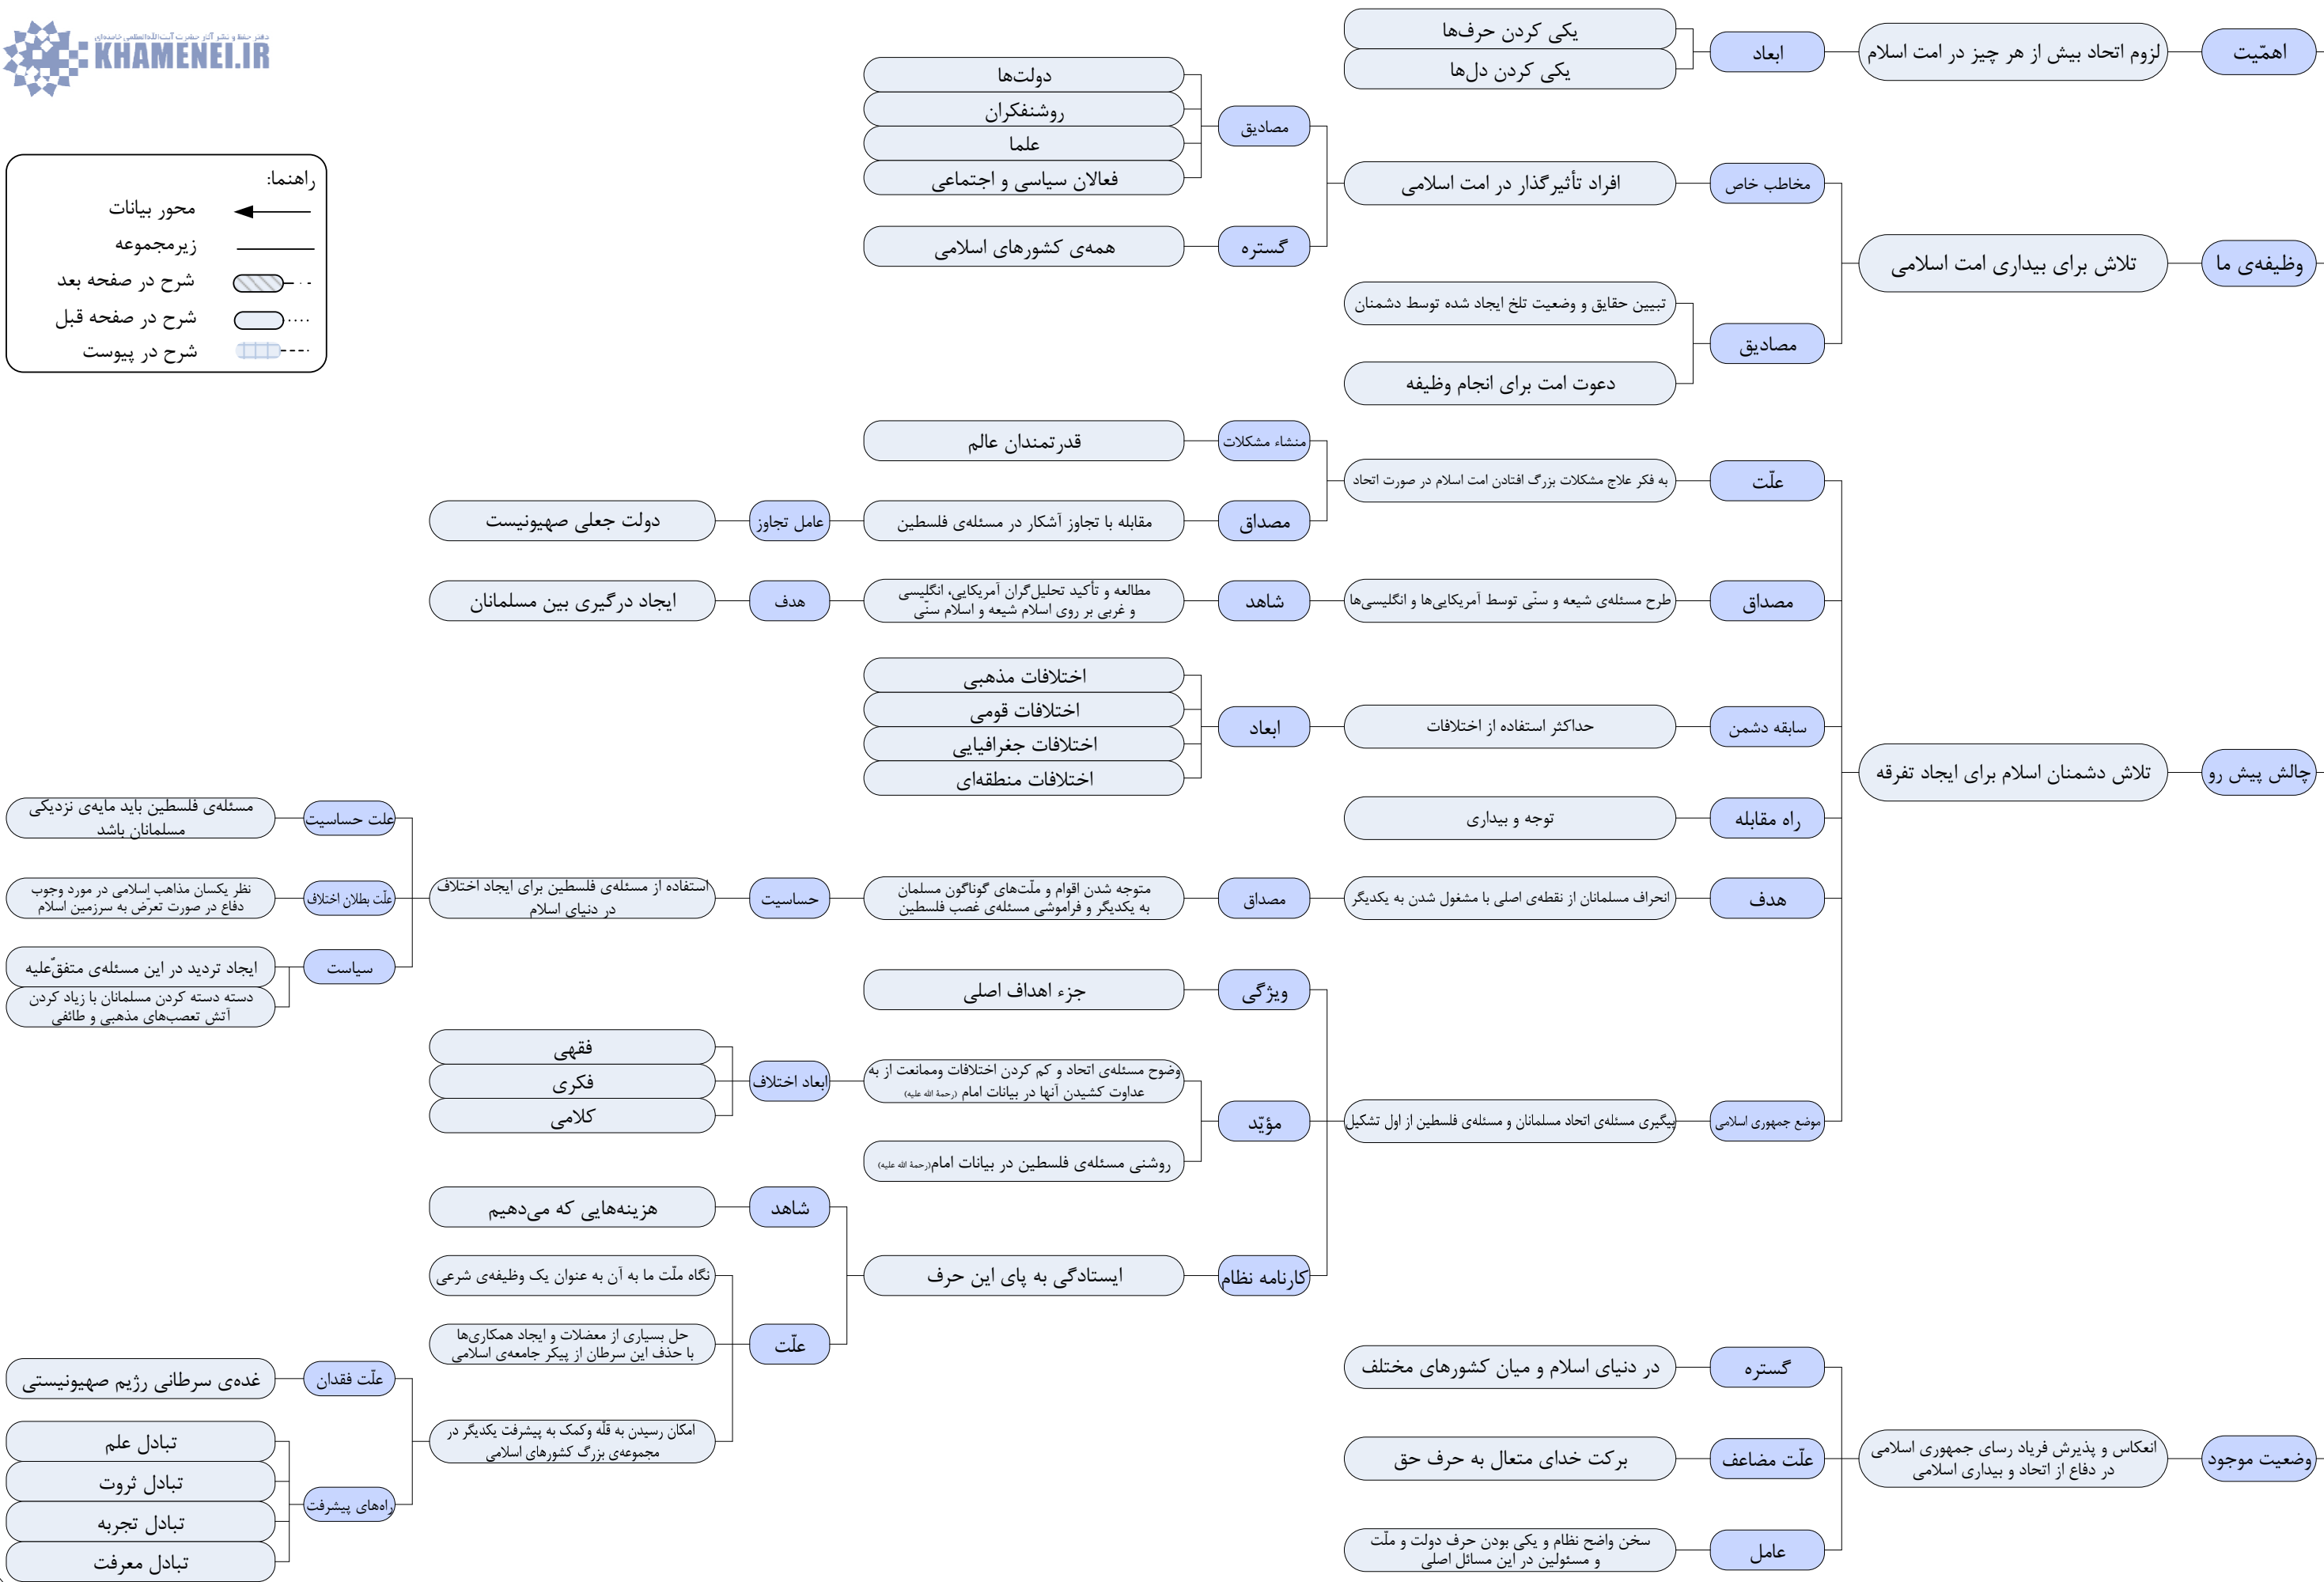 دفتر حفظ و نشر آثار حضرت آیت‌الله‌العظمی خامنه‌ای
KHAMENEI.IR
راهنما:
محور بیانات
زیرمجموعه
شرح در صفحه بعد
شرح در صفحه قبل
شرح در پیوست
اهمّیت
لزوم اتحاد بیش از هر چیز در امت اسلام
ابعاد
یکی کردن حرف‌ها
یکی کردن دل‌ها
وظیفه‌ی ما
تلاش برای بیداری امت اسلامی
مخاطب خاص
افراد تأثیرگذار در امت اسلامی
مصادیق
دولت‌ها
روشنفکران
علما
فعالان سیاسی و اجتماعی
گستره
همه‌ی کشورهای اسلامی
مصادیق
تبیین حقایق و وضعیت تلخ ایجاد شده توسط دشمنان
دعوت امت برای انجام وظیفه
چالش پیش رو
تلاش دشمنان اسلام برای ایجاد تفرقه
علّت
به فکر علاج مشکلات بزرگ افتادن امت اسلام در صورت اتحاد
منشاء مشکلات
قدرتمندان عالم
مصداق
مقابله با تجاوز آشکار در مسئله‌ی فلسطین
عامل تجاوز
دولت جعلی صهیونیست
مصداق
طرح مسئله‌ی شیعه و سنّی توسط آمریکایی‌ها و انگلیسی‌ها
شاهد
مطالعه و تأکید تحلیل‌گران آمریکایی، انگلیسی
و غربی بر روی اسلام شیعه و اسلام سنّی
هدف
ایجاد درگیری بین مسلمانان
سابقه دشمن
حداکثر استفاده از اختلافات
ابعاد
اختلافات مذهبی
اختلافات قومی
اختلافات جغرافیایی
اختلافات منطقه‌ای
راه مقابله
توجه و بیداری
هدف
انحراف مسلمانان از نقطه‌ی اصلی با مشغول شدن به یکدیگر
مصداق
متوجه شدن اقوام و ملّت‌های گوناگون مسلمان
به یکدیگر و فراموشی مسئله‌ی غصب فلسطین
حساسیت
استفاده از مسئله‌ی فلسطین برای ایجاد اختلاف
در دنیای اسلام
علت حساسیت
مسئله‌ی فلسطین باید مایه‌ی نزدیکی
مسلمانان باشد
علّت بطلان اختلاف
نظر یکسان مذاهب اسلامی در مورد وجوب
دفاع در صورت تعرّض به سرزمین اسلام
سیاست
ایجاد تردید در این مسئله‌ی متفقٌ‌علیه
دسته دسته کردن مسلمانان با زیاد کردن
آتش تعصب‌های مذهبی و طائفی
موضع جمهوری اسلامی
پیگیری مسئله‌ی اتحاد مسلمانان و مسئله‌ی فلسطین از اول تشکیل
ویژگی
جزء اهداف اصلی
مؤیّد
وضوح مسئله‌ی اتحاد و کم کردن اختلافات وممانعت از به
عداوت کشیدن آنها در بیانات امام (رحمة الله علیه)
ابعاد اختلاف
فقهی
فکری
کلامی
روشنی مسئله‌ی فلسطین در بیانات امام(رحمة الله علیه)
کارنامه نظام
ایستادگی به پای این حرف
شاهد
هزینه‌هایی که می‌دهیم
علّت
نگاه ملّت ما به آن به عنوان یک وظیفه‌ی شرعی
حل بسیاری از معضلات و ایجاد همکاری‌ها
با حذف این سرطان از پیکر جامعه‌ی اسلامی
امکان رسیدن به قلّه وکمک به پیشرفت یکدیگر در
مجموعه‌ی بزرگ کشورهای اسلامی
علّت فقدان
غده‌ی سرطانی رژیم صهیونیستی
راه‌های پیشرفت
تبادل علم
تبادل ثروت
تبادل تجربه
تبادل معرفت
وضعیت موجود
انعکاس و پذیرش فریاد رسای جمهوری اسلامی
در دفاع از اتحاد و بیداری اسلامی
گستره
در دنیای اسلام و میان کشورهای مختلف
علّت مضاعف
برکت خدای متعال به حرف حق
عامل
سخن واضح نظام و یکی بودن حرف دولت و ملّت
و مسئولین در این مسائل اصلی